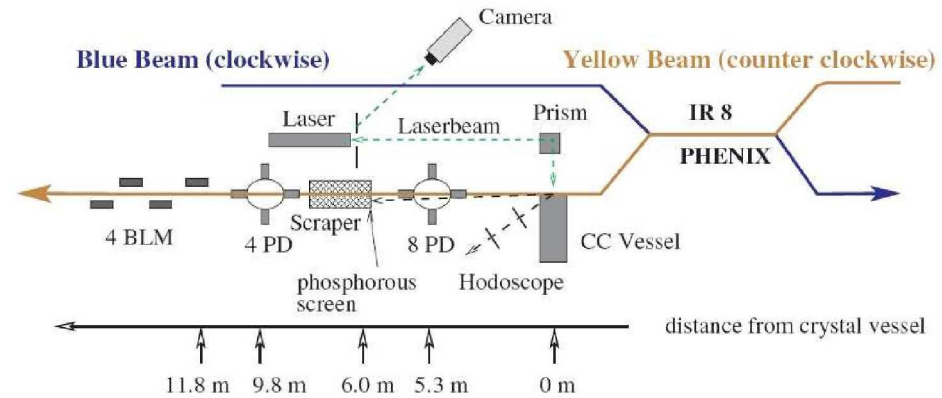 Camera
Blue Beam (clockwise)
Yellow Beam (counter clockwise)
Laser
Laserbeam
Prism
IR 8
PHENIX
Scraper
4 BLM
4 PD
8 PD
CC Vessel
phosphorous
screen
Hodoscope
distance from crystal vessel
11.8 m 9.8 m 6.0 m 5.3 m 0 m